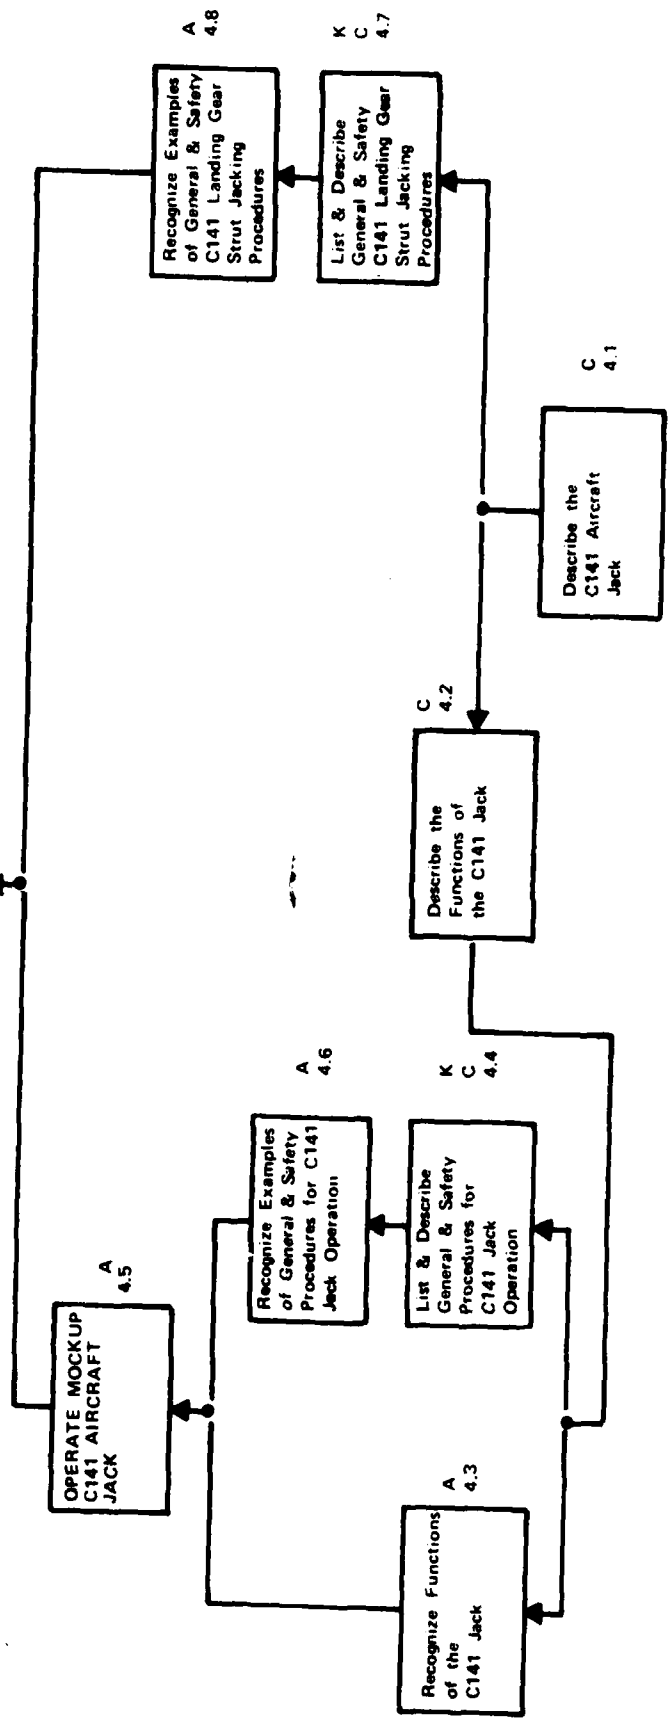 OPERATE MOCKUP
C141 AIRCRAFT
JACK
A
4.5
Recognize Examples
of General & Safety
C141 Landing Gear
Strut Jacking
Procedures
A
4.8
Recognize Examples
of General & Safety
Procedures for C141
Jeck Operation
A
4.6
List & Describe
General & Safety
C141 Landing Gear
Strut Jacking
Procedures
K
C
4.7
Recognize Functions
of the
C141 Jack
A
4.3
List & Describe
General & Safety
Procedures for
C141 Jack
Operation
K
C
4.4
Describe the
Functions of
the C141 Jack
C
4.2
Describe the
C141 Aircraft
Jack
C
4.1